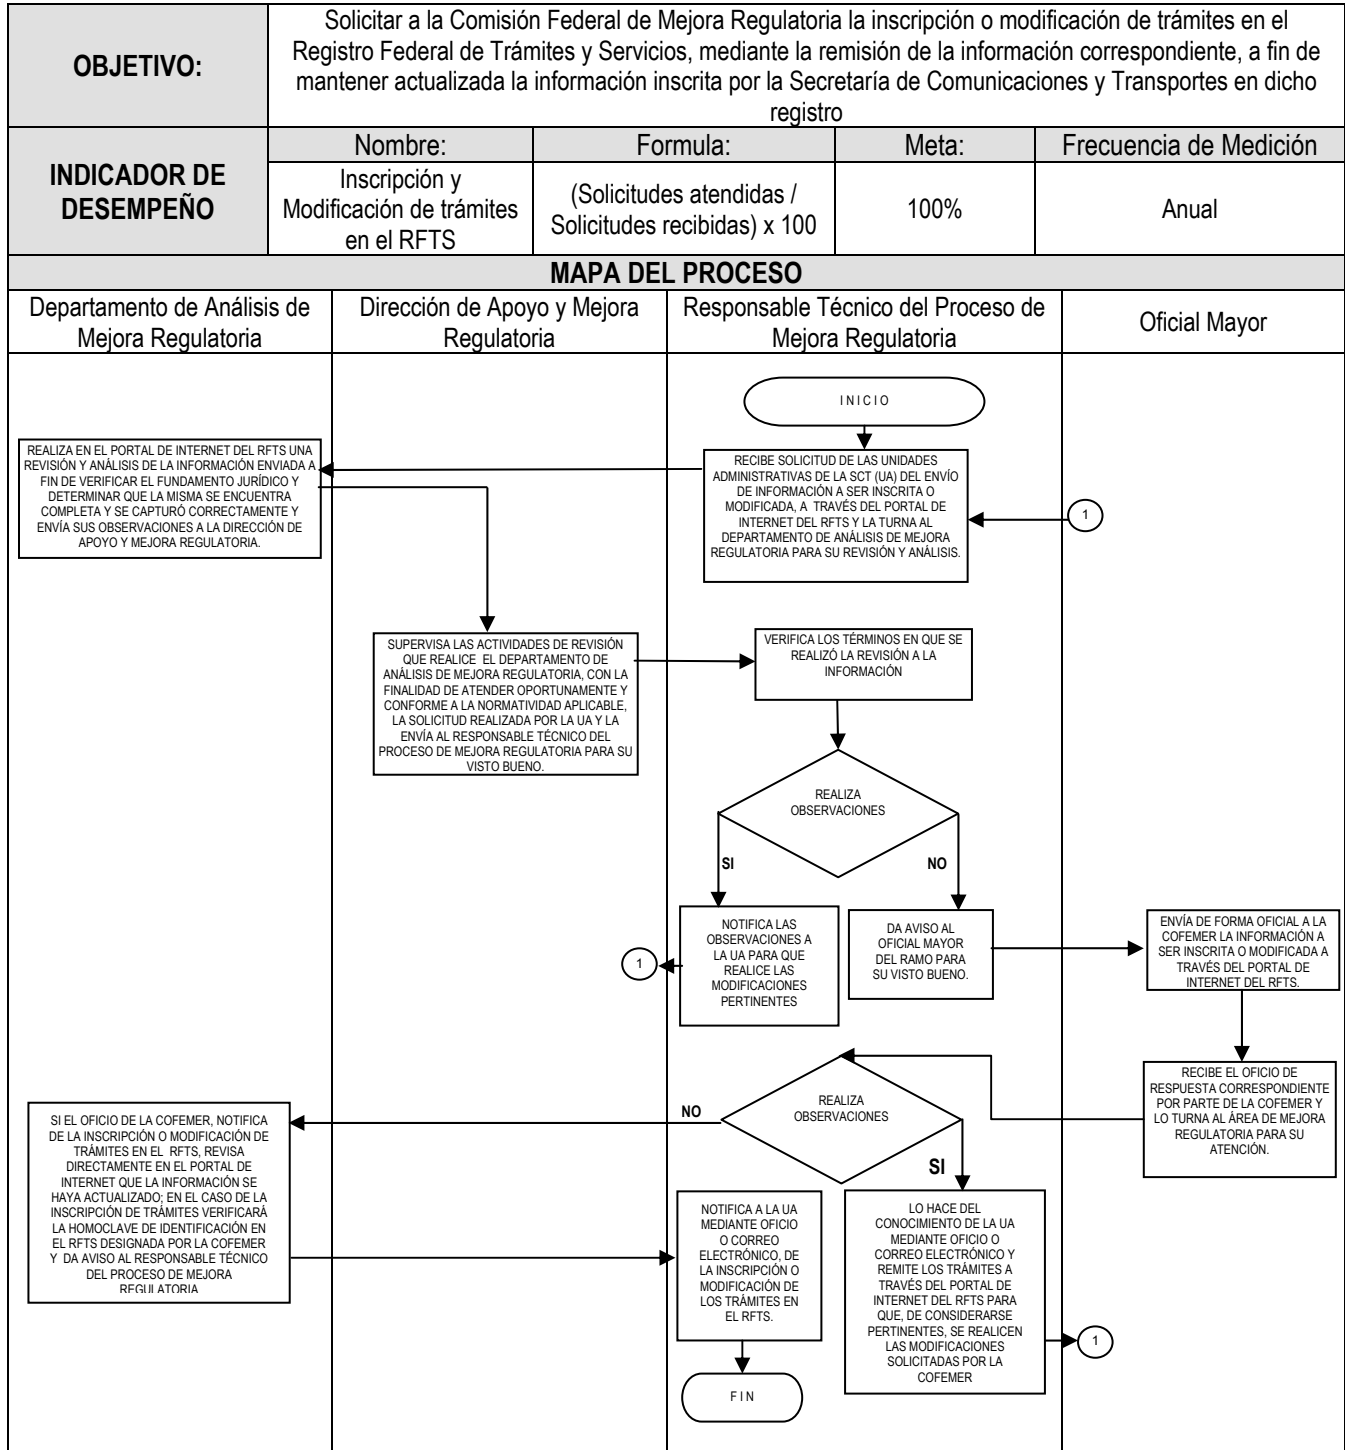 OBJETIVO:
Solicitar a la Comisión Federal de Mejora Regulatoria la inscripción o modificación de trámites en el
Registro Federal de Trámites y Servicios, mediante la remisión de la información correspondiente, a fin de
mantener actualizada la información inscrita por la Secretaría de Comunicaciones y Transportes en dicho
registro
INDICADOR DE
DESEMPEÑO
Nombre:
Formula:
Meta:
Frecuencia de Medición
Inscripción y
Modificación de trámites
en el RFTS
(Solicitudes atendidas /
Solicitudes recibidas) x 100
100%
Anual
MAPA DEL PROCESO
Departamento de Análisis de
Mejora Regulatoria
Dirección de Apoyo y Mejora
Regulatoria
Responsable Técnico del Proceso de
Mejora Regulatoria
Oficial Mayor
INICIO
RECIBE SOLICITUD DE LAS UNIDADES
ADMINISTRATIVAS DE LA SCT (UA) DEL ENVÍO
DE INFORMACIÓN A SER INSCRITA O
MODIFICADA, A TRAVÉS DEL PORTAL DE
INTERNET DEL RFTS Y LA TURNA AL
DEPARTAMENTO DE ANÁLISIS DE MEJORA
REGULATORIA PARA SU REVISIÓN Y ANÁLISIS.
1
REALIZA EN EL PORTAL DE INTERNET DEL RFTS UNA
REVISIÓN Y ANÁLISIS DE LA INFORMACIÓN ENVIADA A
FIN DE VERIFICAR EL FUNDAMENTO JURÍDICO Y
DETERMINAR QUE LA MISMA SE ENCUENTRA
COMPLETA Y SE CAPTURÓ CORRECTAMENTE Y
ENVÍA SUS OBSERVACIONES A LA DIRECCIÓN DE
APOYO Y MEJORA REGULATORIA.
SUPERVISA LAS ACTIVIDADES DE REVISIÓN
QUE REALICE EL DEPARTAMENTO DE
ANÁLISIS DE MEJORA REGULATORIA, CON LA
FINALIDAD DE ATENDER OPORTUNAMENTE Y
CONFORME A LA NORMATIVIDAD APLICABLE,
LA SOLICITUD REALIZADA POR LA UA Y LA
ENVÍA AL RESPONSABLE TÉCNICO DEL
PROCESO DE MEJORA REGULATORIA PARA SU
VISTO BUENO.
VERIFICA LOS TÉRMINOS EN QUE SE
REALIZÓ LA REVISIÓN A LA
INFORMACIÓN
REALIZA
OBSERVACIONES
SI
NO
NOTIFICA LAS
OBSERVACIONES A
LA UA PARA QUE
REALICE LAS
MODIFICACIONES
PERTINENTES
1
DA AVISO AL
OFICIAL MAYOR
DEL RAMO PARA
SU VISTO BUENO.
ENVÍA DE FORMA OFICIAL A LA
COFEMER LA INFORMACIÓN A
SER INSCRITA O MODIFICADA A
TRAVÉS DEL PORTAL DE
INTERNET DEL RFTS.
RECIBE EL OFICIO DE
RESPUESTA CORRESPONDIENTE
POR PARTE DE LA COFEMER Y
LO TURNA AL ÁREA DE MEJORA
REGULATORIA PARA SU
ATENCIÓN.
REALIZA
OBSERVACIONES
NO
SI
SI EL OFICIO DE LA COFEMER, NOTIFICA
DE LA INSCRIPCIÓN O MODIFICACIÓN DE
TRÁMITES EN EL RFTS, REVISA
DIRECTAMENTE EN EL PORTAL DE
INTERNET QUE LA INFORMACIÓN SE
HAYA ACTUALIZADO; EN EL CASO DE LA
INSCRIPCIÓN DE TRÁMITES VERIFICARÁ
LA HOMOCLAVE DE IDENTIFICACIÓN EN
EL RFTS DESIGNADA POR LA COFEMER
Y DA AVISO AL RESPONSABLE TÉCNICO
DEL PROCESO DE MEJORA
REGULATORIA
NOTIFICA A LA UA
MEDIANTE OFICIO
O CORREO
ELECTRÓNICO, DE
LA INSCRIPCIÓN O
MODIFICACIÓN DE
LOS TRÁMITES EN
EL RFTS.
LO HACE DEL
CONOCIMIENTO DE LA UA
MEDIANTE OFICIO O
CORREO ELECTRÓNICO Y
REMITE LOS TRÁMITES A
TRAVÉS DEL PORTAL DE
INTERNET DEL RFTS PARA
QUE, DE CONSIDERARSE
PERTINENTES, SE REALICEN
LAS MODIFICACIONES
SOLICITADAS POR LA
COFEMER
1
FIN